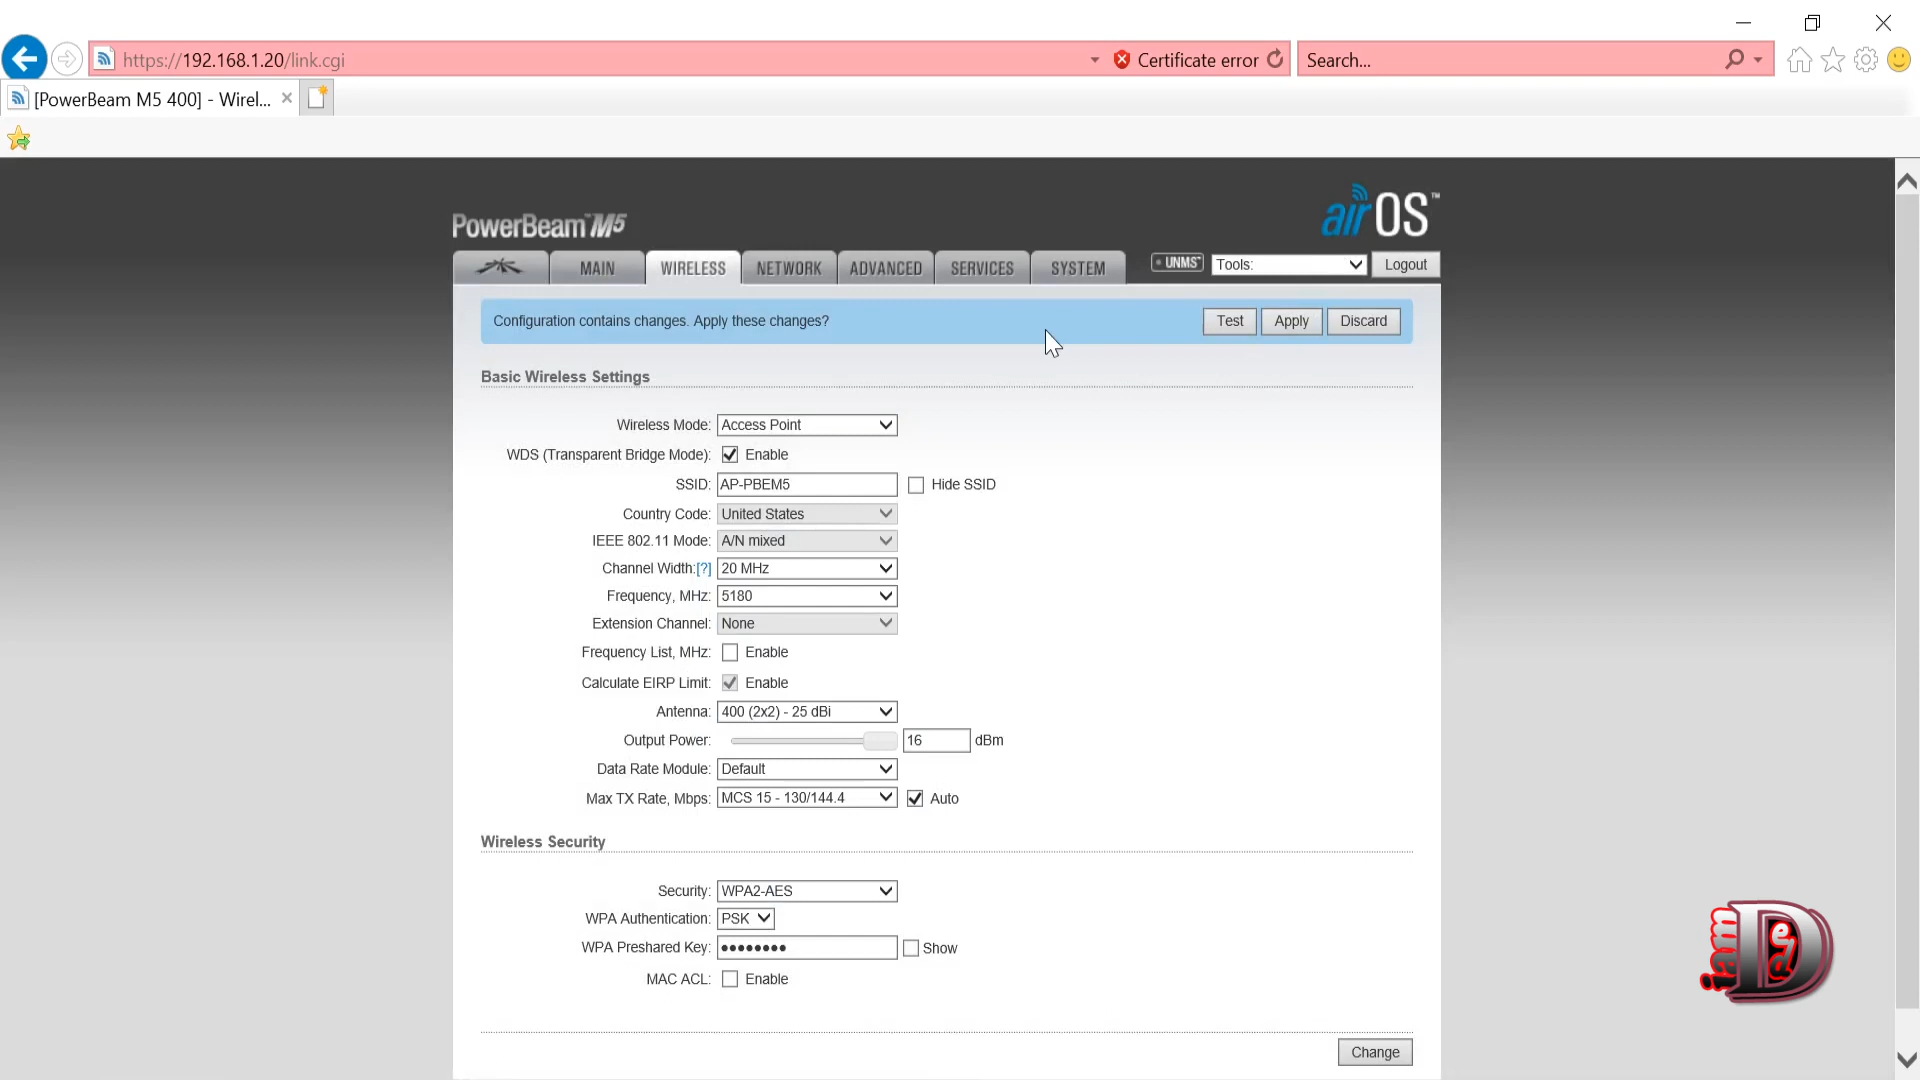 https://192.168.1.20/link.cgi
Certificate error
Search...
[PowerBeam M5 400] - Wirel...
PowerBeam™ M5
airOS™
MAIN
WIRELESS
NETWORK
ADVANCED
SERVICES
SYSTEM
UNMS™
Tools:
Logout
Configuration contains changes. Apply these changes?
Test
Apply
Discard
Basic Wireless Settings
Wireless Mode: Access Point
WDS (Transparent Bridge Mode): Enable
SSID: AP-PBEM5 Hide SSID
Country Code: United States
IEEE 802.11 Mode: A/N mixed
Channel Width:[?] 20 MHz
Frequency, MHz: 5180
Extension Channel: None
Frequency List, MHz: Enable
Calculate EIRP Limit: Enable
Antenna: 400 (2x2) - 25 dBi
Output Power: 16 dBm
Data Rate Module: Default
Max TX Rate, Mbps: MCS 15 - 130/144.4 Auto
Wireless Security
Security: WPA2-AES
WPA Authentication: PSK
WPA Preshared Key: •••••••• Show
MAC ACL: Enable
Change